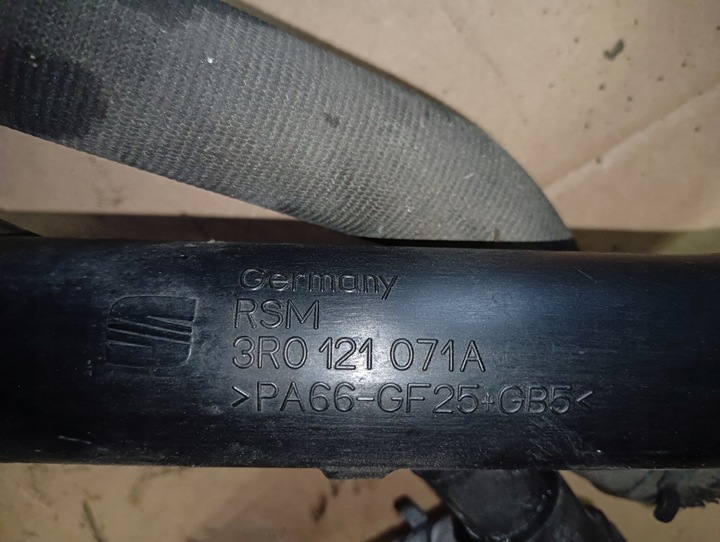 Germany
RSM
3R0 121 071A
>PA66-GF25+GB5<